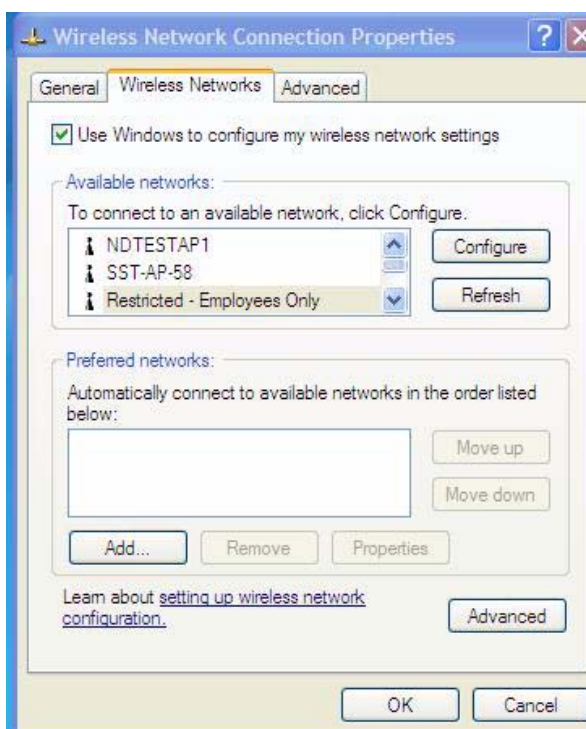 Wireless Network Connection Properties
General Wireless Networks Advanced
Use Windows to configure my wireless network settings
Available networks:
To connect to an available network, click Configure.
NDTESTAP1
SST-AP-58
Restricted - Employees Only
Configure
Refresh
Preferred networks:
Automatically connect to available networks in the order listed
below:
Move up
Move down
Add... Remove Properties
Learn about setting up wireless network
configuration.
Advanced
OK Cancel